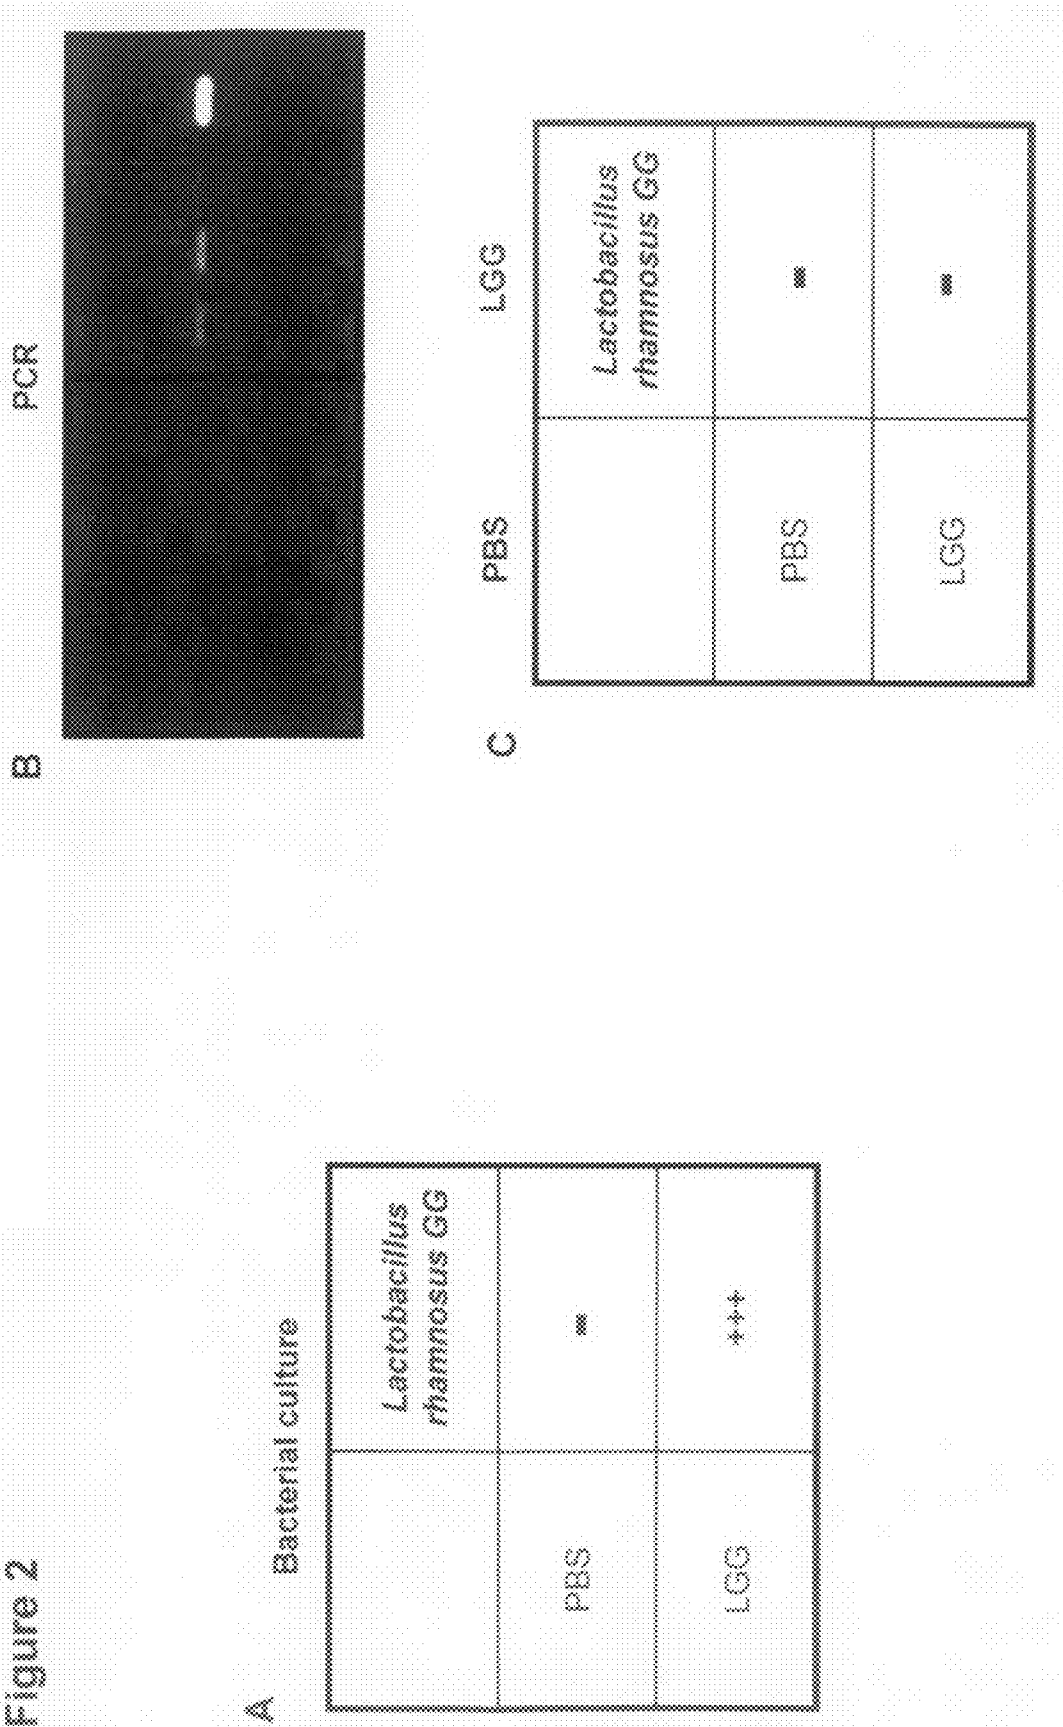 Figure 2
A
Bacterial culture
Lactobacillus
rhamnosus GG
PBS
-
LGG
+++
B
PCR
PBS
LGG
C
Lactobacillus
rhamnosus GG
PBS
-
LGG
-